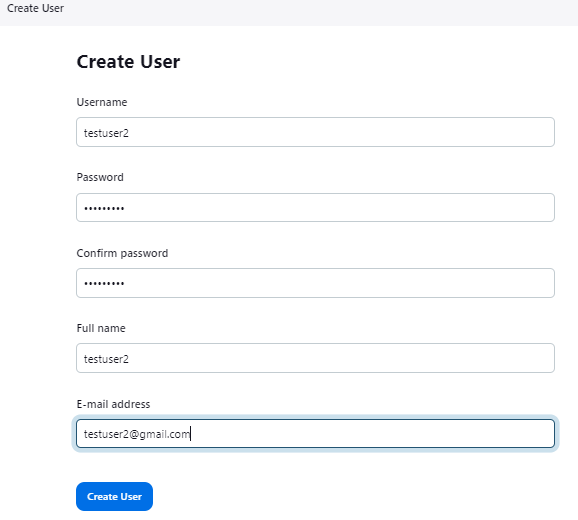 Create User
Create User
Username
testuser2
Password
•••••••••
Confirm password
•••••••••
Full name
testuser2
E-mail address
testuser2@gmail.com
Create User